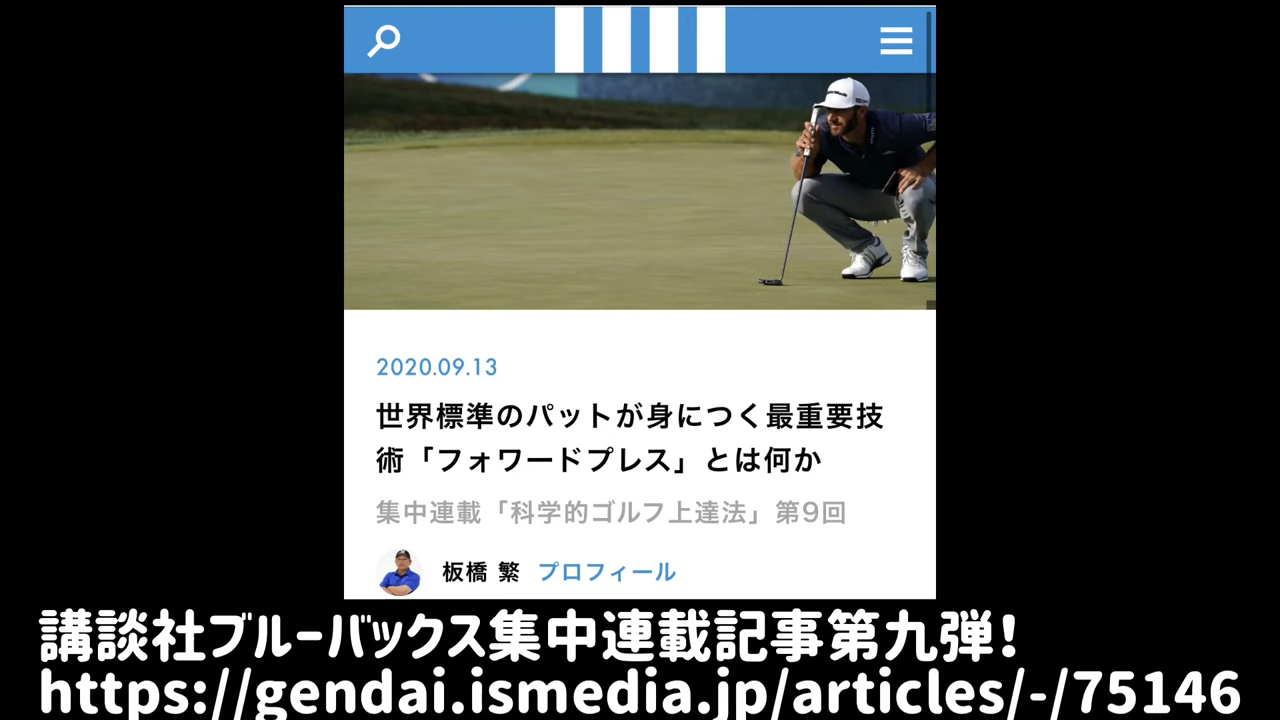 2020.09.13
世界標準のパットが身につく最重要技
術「フォワードプレス」とは何か
集中連載「科学的ゴルフ上達法」第9回
板橋 繁 プロフィール
講談社ブルーバックス集中連載記事第九弾！
https://gendai.ismedia.jp/articles/-/75146